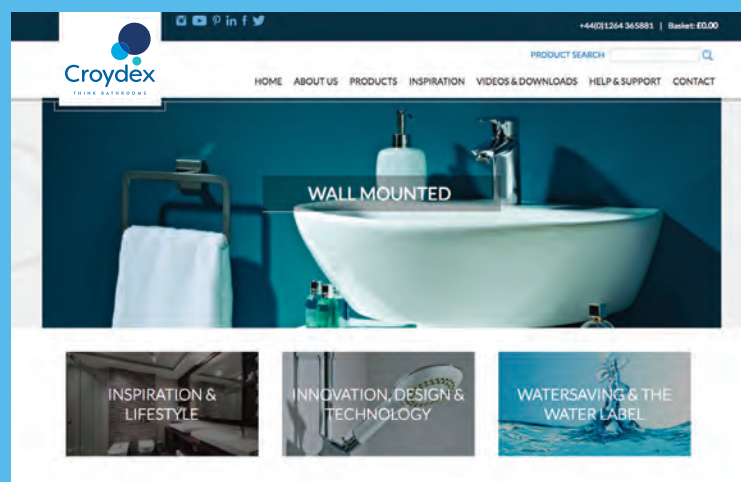 +44(0)1264 365881 | Basket: £0.00
Croydex
THINK BATHROOMS
PRODUCT SEARCH
HOME ABOUT US PRODUCTS INSPIRATION VIDEOS & DOWNLOADS HELP & SUPPORT CONTACT
WALL MOUNTED
INSPIRATION &
LIFESTYLE
INNOVATION, DESIGN &
TECHNOLOGY
WATERSAVING & THE
WATER LABEL